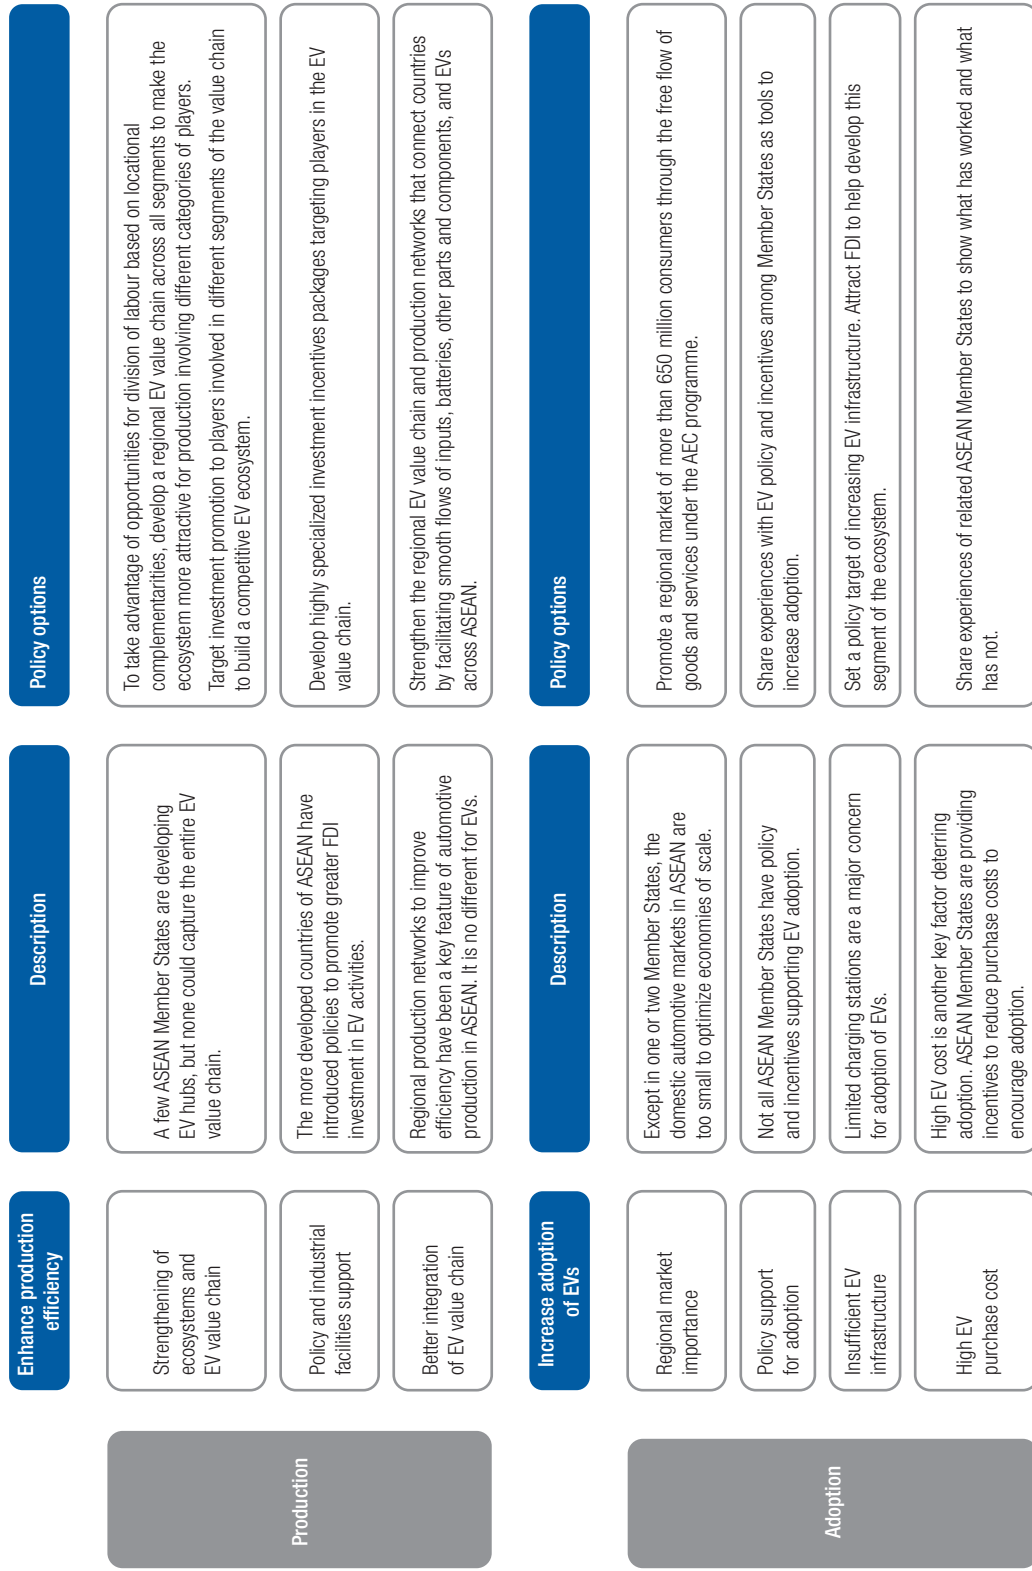 Enhance production
efficiency
Description
Policy options
Production
Strengthening of
ecosystems and
EV value chain
A few ASEAN Member States are developing
EV hubs, but none could capture the entire EV
value chain.
To take advantage of opportunities for division of labour based on locational
complementarities, develop a regional EV value chain across all segments to make the
ecosystem more attractive for production involving different categories of players.
Target investment promotion to players involved in different segments of the value chain
to build a competitive EV ecosystem.
Policy and industrial
facilities support
The more developed countries of ASEAN have
introduced policies to promote greater FDI
investment in EV activities.
Develop highly specialized investment incentives packages targeting players in the EV
value chain.
Better integration
of EV value chain
Regional production networks to improve
efficiency have been a key feature of automotive
production in ASEAN. It is no different for EVs.
Strengthen the regional EV value chain and production networks that connect countries
by facilitating smooth flows of inputs, batteries, other parts and components, and EVs
across ASEAN.
Increase adoption
of EVs
Description
Policy options
Adoption
Regional market
importance
Except in one or two Member States, the
domestic automotive markets in ASEAN are
too small to optimize economies of scale.
Promote a regional market of more than 650 million consumers through the free flow of
goods and services under the AEC programme.
Policy support
for adoption
Not all ASEAN Member States have policy
and incentives supporting EV adoption.
Share experiences with EV policy and incentives among Member States as tools to
increase adoption.
Insufficient EV
infrastructure
Limited charging stations are a major concern
for adoption of EVs.
Set a policy target of increasing EV infrastructure. Attract FDI to help develop this
segment of the ecosystem.
High EV
purchase cost
High EV cost is another key factor deterring
adoption. ASEAN Member States are providing
incentives to reduce purchase costs to
encourage adoption.
Share experiences of related ASEAN Member States to show what has worked and what
has not.